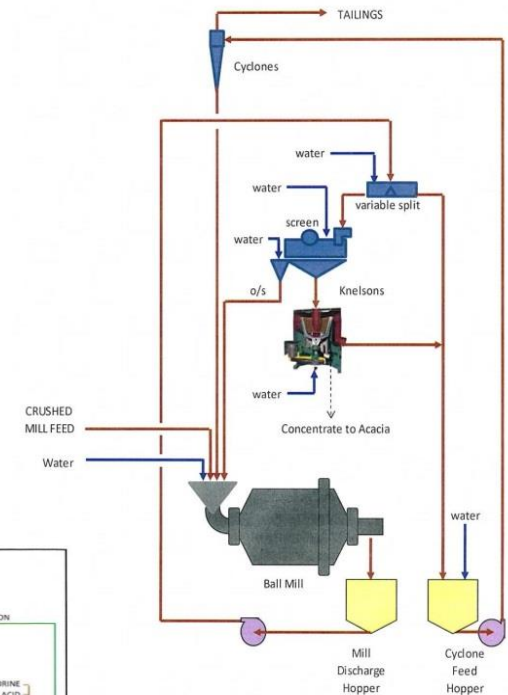 TAILINGS
Cyclones
water
water
variable split
screen
water
o/s
Knelsons
water
Concentrate to Acacia
CRUSHED
MILL FEED
Water
water
Ball Mill
Mill
Discharge
Hopper
Cyclone
Feed
Hopper